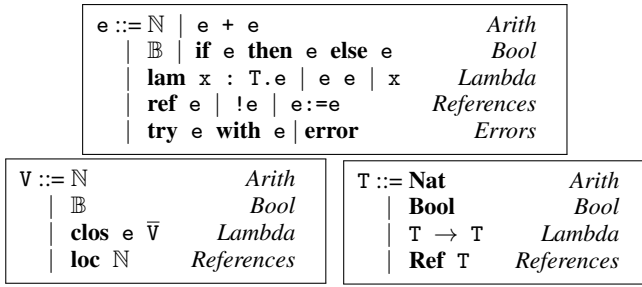 e ::= ℕ | e + e Arith
| 𝔹 | if e then e else e Bool
| lam x : T.e | e e | x Lambda
| ref e | !e | e:=e References
| try e with e | error Errors
V ::= ℕ Arith
| 𝔹 Bool
| clos e V̅ Lambda
| loc ℕ References
T ::= Nat Arith
| Bool Bool
| T → T Lambda
| Ref T References